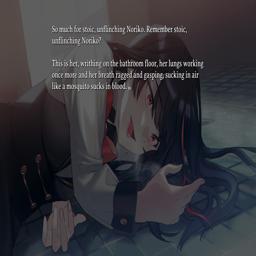 So much for stoic, unflinching Noriko. Remember stoic,
unflinching Noriko?
This is her, writhing on the bathroom floor, her lungs working
once more and her breath ragged and gasping, sucking in air
like a mosquito sucks in blood.